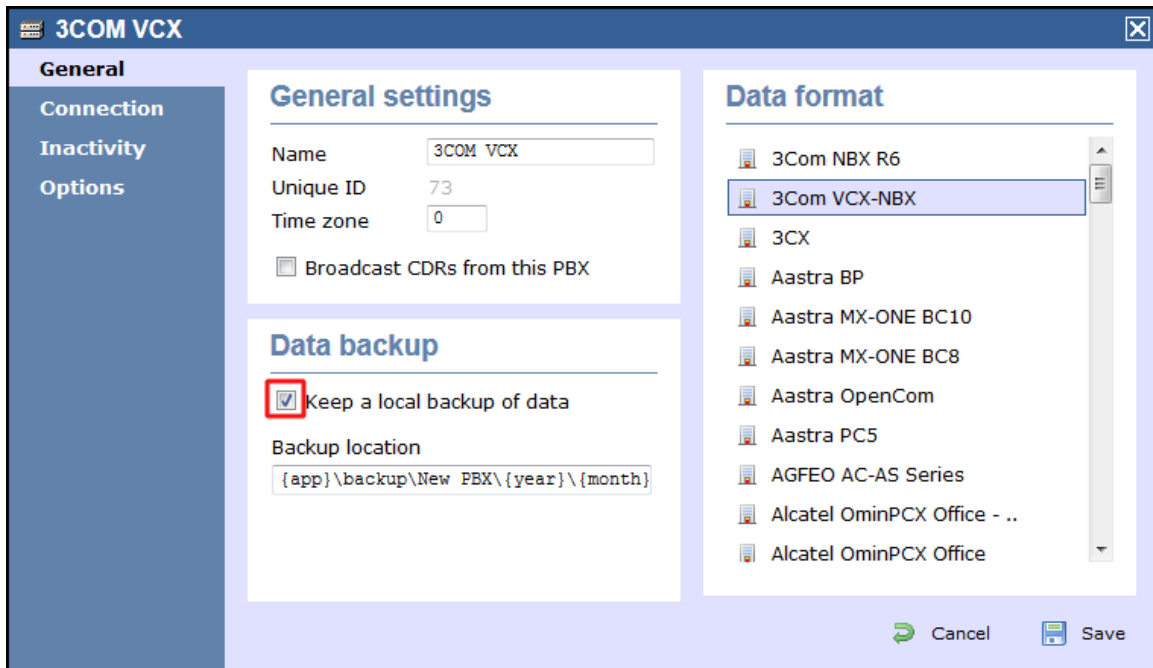 3COM VCX
General
Connection
Inactivity
Options
General settings
Name 3COM VCX
Unique ID 73
Time zone 0
Broadcast CDRs from this PBX
Data backup
Keep a local backup of data
Backup location
{app}\backup\New PBX\{year}\{month}
Data format
3Com NBX R6
3Com VCX-NBX
3CX
Aastra BP
Aastra MX-ONE BC10
Aastra MX-ONE BC8
Aastra OpenCom
Aastra PC5
AGFEO AC-AS Series
Alcatel OminPCX Office - ..
Alcatel OminPCX Office
Cancel
Save